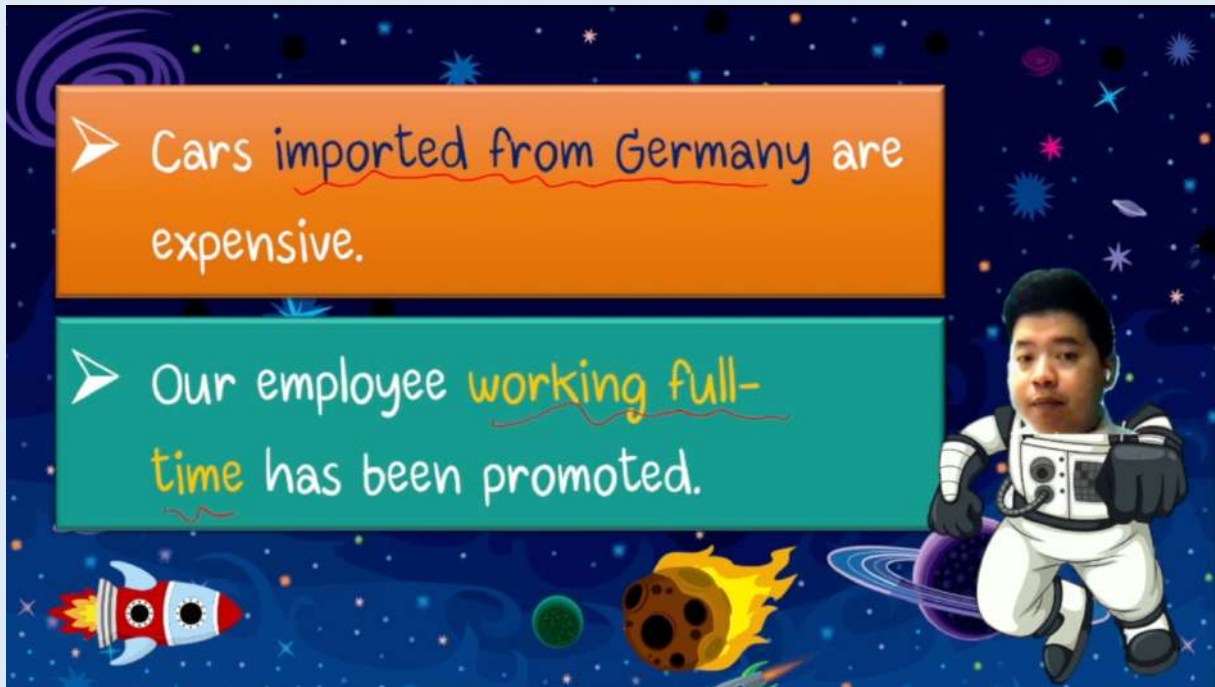 Cars imported from Germany are
expensive.
Our employee working full-
time has been promoted.